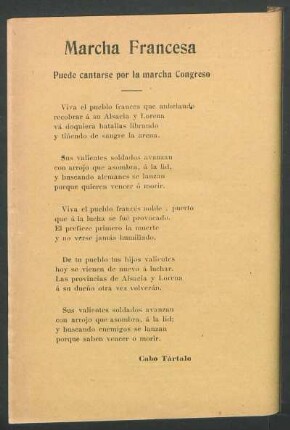 Marcha Francesa
Puede cantarse por la marcha Congreso
Viva el pueblo francés que anhelando
recobrar á su Alsacia y Lorena
vá doquiera batallas librando
y tiñendo de sangre la arena.
Sus valientes soldados avanzan
con arrojo que asombra, á la lid,
y buscando alemanes se lanzan
porque quieren vencer ó morir.
Viva el pueblo francés noble y
que á la lucha se fué provocado.
El prefiere primero la muerte
y no verse jamás humillado.
De tu pueblo tus hijos valientes
hoy se vienen de nuevo á luchar.
Las provincias de Alsacia y Lorena
á su dueño otra vez volverán.
Sus valientes soldados avanzan
con arrojo que asombra, á la lid;
y buscando enemigos se lanzan
porque saben vencer o morir.
Cabo Tártalo